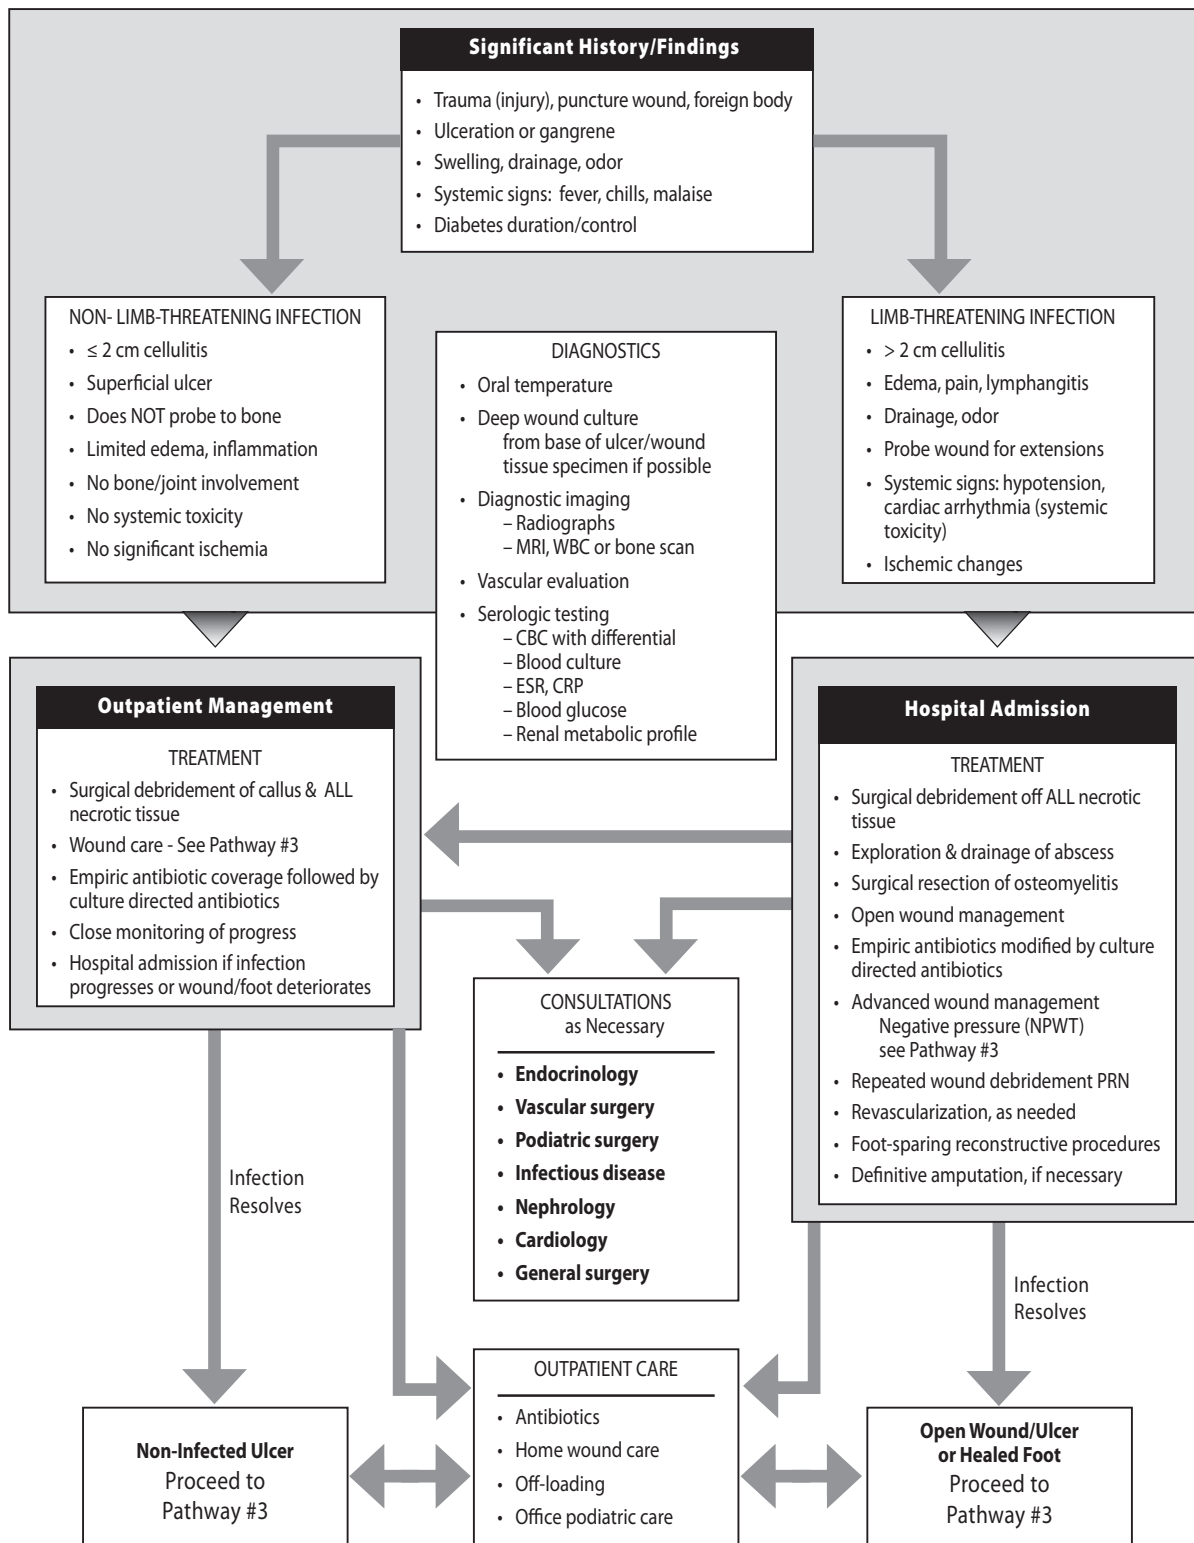 Significant History/Findings
• Trauma (injury), puncture wound, foreign body
• Ulceration or gangrene
• Swelling, drainage, odor
• Systemic signs: fever, chills, malaise
• Diabetes duration/control
NON- LIMB-THREATENING INFECTION
• ≤ 2 cm cellulitis
• Superficial ulcer
• Does NOT probe to bone
• Limited edema, inflammation
• No bone/joint involvement
• No systemic toxicity
• No significant ischemia
DIAGNOSTICS
• Oral temperature
• Deep wound culture
from base of ulcer/wound
tissue specimen if possible
• Diagnostic imaging
– Radiographs
– MRI, WBC or bone scan
• Vascular evaluation
• Serologic testing
– CBC with differential
– Blood culture
– ESR, CRP
– Blood glucose
– Renal metabolic profile
LIMB-THREATENING INFECTION
• > 2 cm cellulitis
• Edema, pain, lymphangitis
• Drainage, odor
• Probe wound for extensions
• Systemic signs: hypotension,
cardiac arrhythmia (systemic
toxicity)
• Ischemic changes
Outpatient Management
TREATMENT
• Surgical debridement of callus & ALL
necrotic tissue
• Wound care - See Pathway #3
• Empiric antibiotic coverage followed by
culture directed antibiotics
• Close monitoring of progress
• Hospital admission if infection
progresses or wound/foot deteriorates
Hospital Admission
TREATMENT
• Surgical debridement off ALL necrotic
tissue
• Exploration & drainage of abscess
• Surgical resection of osteomyelitis
• Open wound management
• Empiric antibiotics modified by culture
directed antibiotics
• Advanced wound management
Negative pressure (NPWT)
see Pathway #3
• Repeated wound debridement PRN
• Revascularization, as needed
• Foot-sparing reconstructive procedures
• Definitive amputation, if necessary
CONSULTATIONS
as Necessary
• Endocrinology
• Vascular surgery
• Podiatric surgery
• Infectious disease
• Nephrology
• Cardiology
• General surgery
Infection
Resolves
Infection
Resolves
OUTPATIENT CARE
• Antibiotics
• Home wound care
• Off-loading
• Office podiatric care
Non-Infected Ulcer
Proceed to
Pathway #3
Open Wound/Ulcer
or Healed Foot
Proceed to
Pathway #3